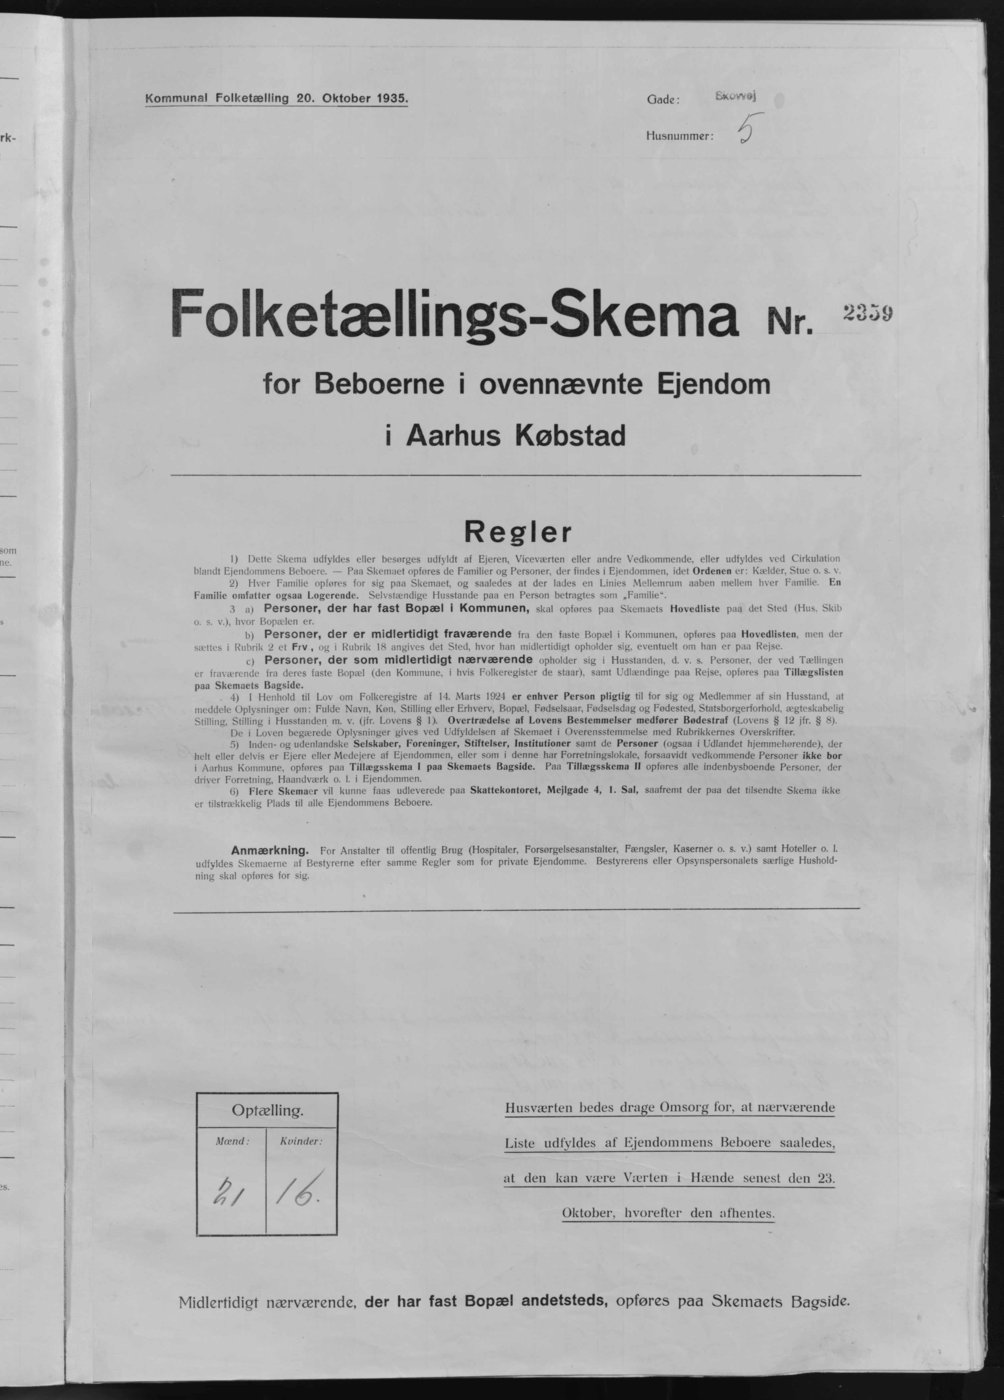 Kommunal Folketælling 20. Oktober 1935.
Gade: Skovvej
Husnummer: 5
Folketællings-Skema Nr. 2359
for Beboerne i ovennævnte Ejendom
i Aarhus Købstad
Regler
1) Dette Skema udfyldes eller besørges udfyldt af Ejeren, Viceværten eller andre Vedkommende, eller udfyldes ved Cirkulation
blandt Ejendommens Beboere. — Paa Skemaet opføres de Familier og Personer, der findes i Ejendommen, idet Ordenen er: Kælder, Stue o. s. v.
2) Hver Familie opføres for sig paa Skemaet, og saaledes at der lades en Linies Mellemrum aaben mellem hver Familie. En
Familie omfatter ogsaa Logerende. Selvstændige Husstande paa en Person betragtes som „Familie“.
3 a) Personer, der har fast Bopæl i Kommunen, skal opføres paa Skemaets Hovedliste paa det Sted (Hus, Skib
o. s. v.), hvor Bopælen er.
b) Personer, der er midlertidigt fraværende fra den faste Bopæl i Kommunen, opføres paa Hovedlisten, men der
sættes i Rubrik 2 et Frv, og i Rubrik 18 angives det Sted, hvor han midlertidigt opholder sig, eventuelt om han er paa Rejse.
c) Personer, der som midlertidigt nærværende opholder sig i Husstanden, d. v. s. Personer, der ved Tællingen
er fraværende fra deres faste Bopæl (den Kommune, i hvis Folkeregister de staar), samt Udlændinge paa Rejse, opføres paa Tillægslisten
paa Skemaets Bagside.
4) I Henhold til Lov om Folkeregistre af 14. Marts 1924 er enhver Person pligtig til for sig og Medlemmer af sin Husstand, at
meddele Oplysninger om: Fulde Navn, Køn, Stilling eller Erhverv, Bopæl, Fødselsaar, Fødselsdag og Fødested, Statsborgerforhold, ægteskabelig
Stilling, Stilling i Husstanden m. v. (jfr. Lovens § 1). Overtrædelse af Lovens Bestemmelser medfører Bødestraf (Lovens § 12 jfr. § 8).
De i Loven begærede Oplysninger gives ved Udfyldelsen af Skemaet i Overensstemmelse med Rubrikkernes Overskrifter.
5) Inden- og udenlandske Selskaber, Foreninger, Stiftelser, Institutioner samt de Personer (ogsaa i Udlandet hjemmehørende), der
helt eller delvis er Ejere eller Medejere af Ejendommen, eller som i denne har Forretningslokale, forsaavidt vedkommende Personer ikke bor
i Aarhus Kommune, opføres paa Tillægsskema I paa Skemaets Bagside. Paa Tillægsskema II opføres alle indenbysboende Personer, der
driver Forretning, Haandværk o. l. i Ejendommen.
6) Flere Skemaer vil kunne faas udleverede paa Skattekontoret, Mejlgade 4, 1. Sal, saafremt der paa det tilsendte Skema ikke
er tilstrækkelig Plads til alle Ejendommens Beboere.
Anmærkning. For Anstalter til offentlig Brug (Hospitaler, Forsørgelsesanstalter, Fængsler, Kaserner o. s. v.) samt Hoteller o. l.
udfyldes Skemaerne af Bestyrerne efter samme Regler som for private Ejendomme. Bestyrerens eller Opsynspersonalets særlige Hushold-
ning skal opføres for sig.
Optælling.
Mænd: Kvinder:
21 16.
Husværten bedes drage Omsorg for, at nærværende
Liste udfyldes af Ejendommens Beboere saaledes,
at den kan være Værten i Hænde senest den 23.
Oktober, hvorefter den afhentes.
Midlertidigt nærværende, der har fast Bopæl andetsteds, opføres paa Skemaets Bagside.